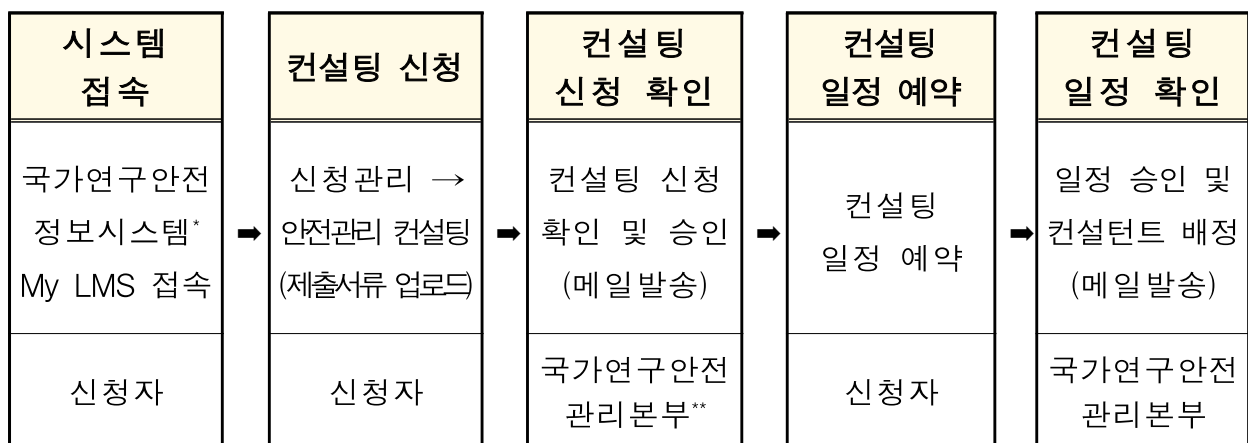 시스템
접속
국가연구안전
정보시스템*
My LMS 접속
신청자
➡
컨설팅 신청
신청관리 →
안전관리 컨설팅
(제출서류 업로드)
신청자
➡
컨설팅
신청 확인
컨설팅 신청
확인 및 승인
(메일발송)
국가연구안전
관리본부**
➡
컨설팅
일정 예약
컨설팅
일정 예약
신청자
➡
컨설팅
일정 확인
일정 승인 및
컨설턴트 배정
(메일발송)
국가연구안전
관리본부